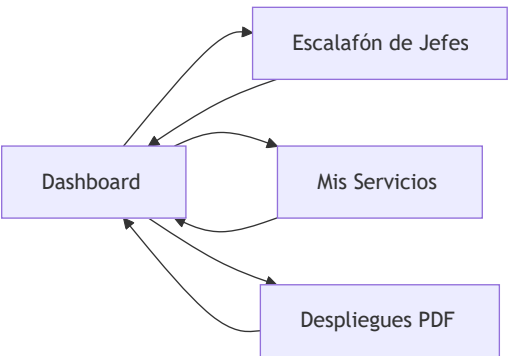 Escalafón de Jefes
Dashboard
Mis Servicios
Despliegues PDF